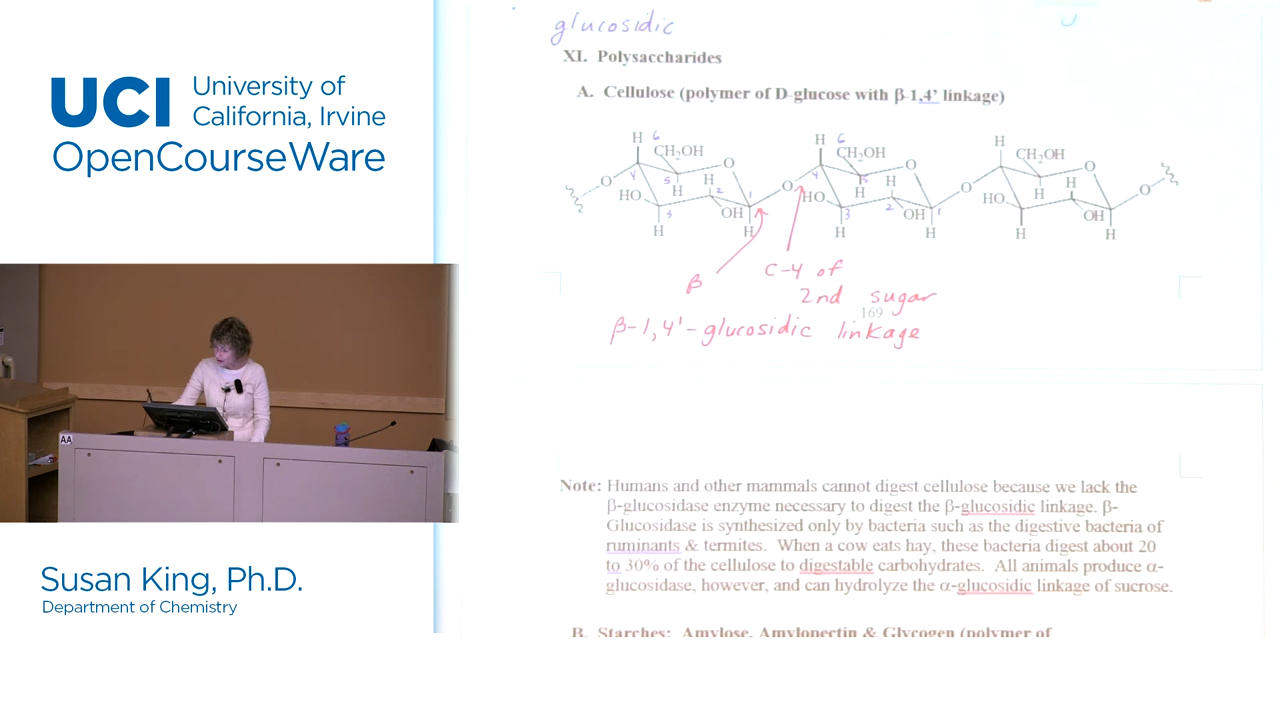 UCI University of
California, Irvine
OpenCourseWare
AA
Susan King, Ph.D.
Department of Chemistry
glucosidic
XI. Polysaccharides
A. Cellulose (polymer of D-glucose with β-1,4' linkage)
H 6 H 6 H
CH₂OH O CH₂OH O CH₂OH O
O 4 5 H H 2 1 O 4 5 H H O H H O
HO 3 OH HO 3 2 OH 1 HO OH
H H H H H H
β
C-4 of
2nd sugar
169
β-1,4'-glucosidic linkage
Note: Humans and other mammals cannot digest cellulose because we lack the
β-glucosidase enzyme necessary to digest the β-glucosidic linkage. β-
Glucosidase is synthesized only by bacteria such as the digestive bacteria of
ruminants & termites. When a cow eats hay, these bacteria digest about 20
to 30% of the cellulose to digestable carbohydrates. All animals produce α-
glucosidase, however, and can hydrolyze the α-glucosidic linkage of sucrose.
B. Starches: Amylose, Amylopectin & Glycogen (polymer of